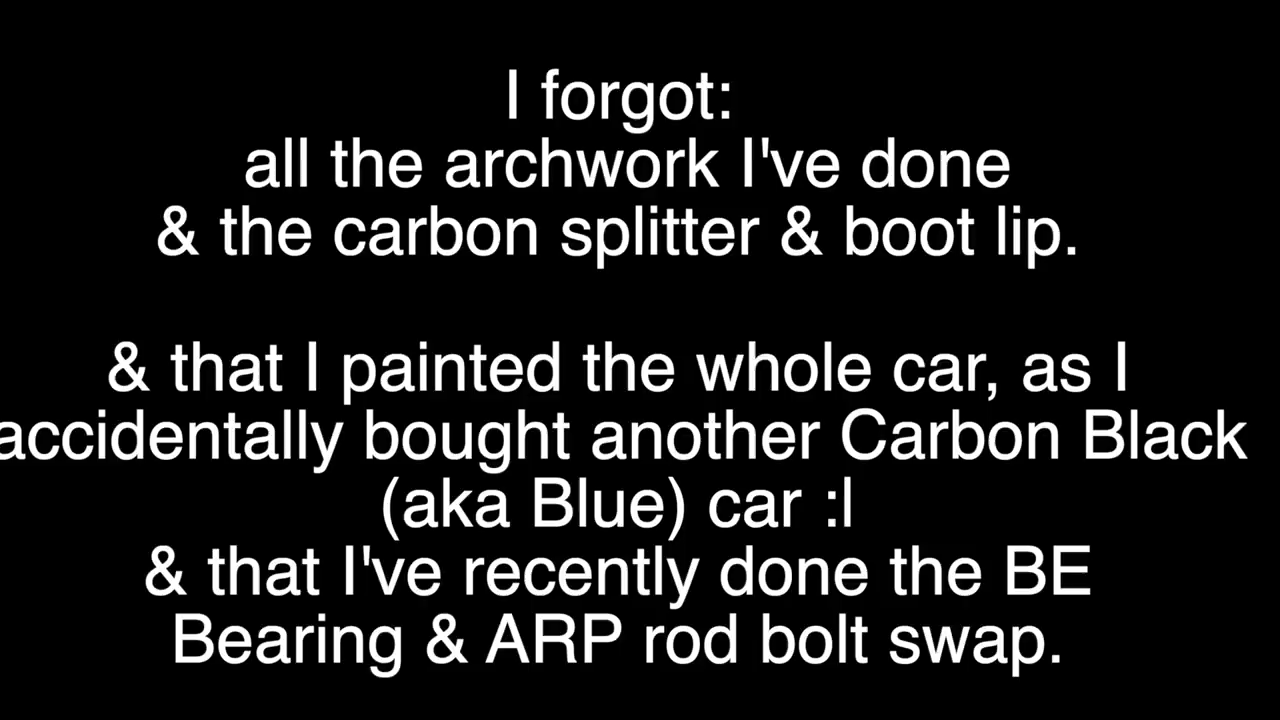 I forgot:
all the archwork I've done
& the carbon splitter & boot lip.
& that I painted the whole car, as I
accidentally bought another Carbon Black
(aka Blue) car :l
& that I've recently done the BE
Bearing & ARP rod bolt swap.